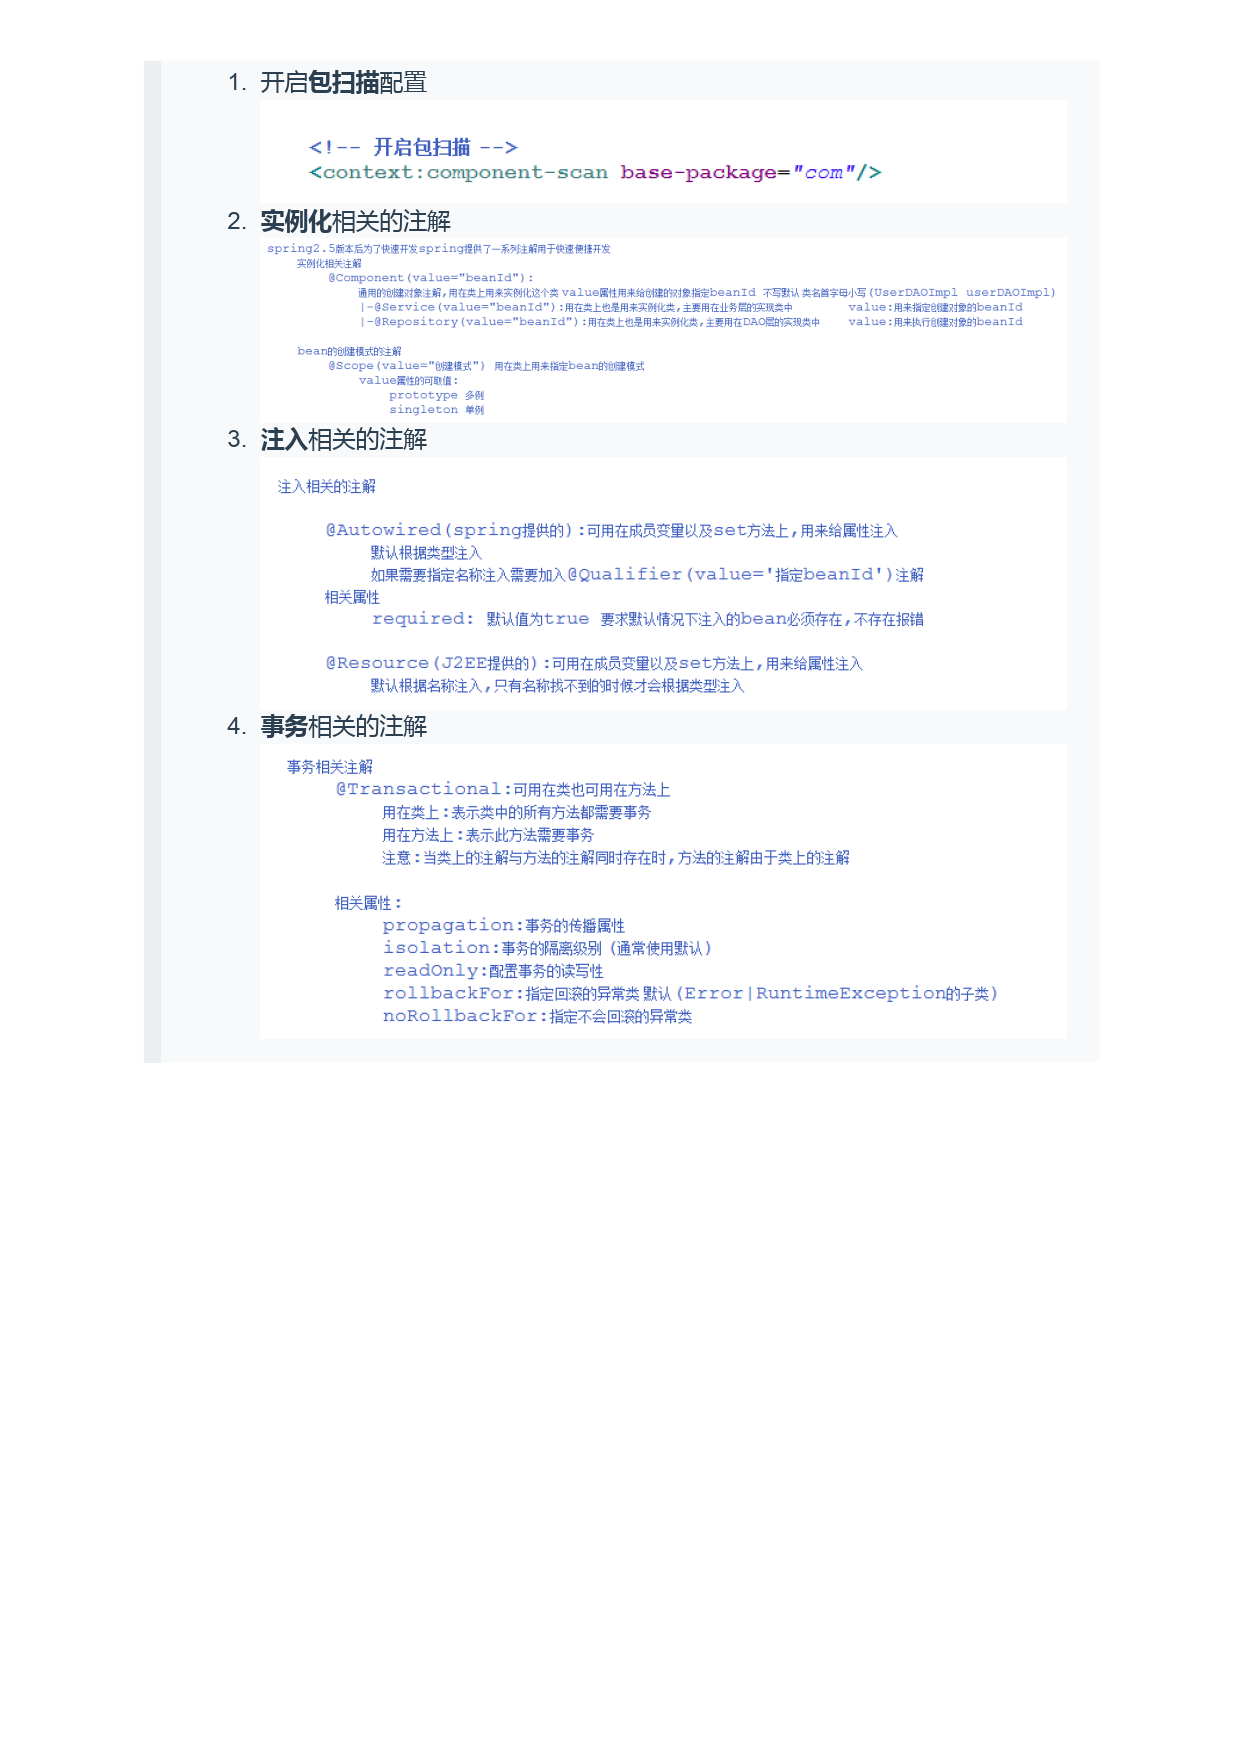 1. 开启包扫描配置
<!-- 开启包扫描 -->
<context:component-scan base-package="com"/>
2. 实例化相关的注解
spring2.5版本后为了快速开发spring提供了一系列注解用于快速便捷开发
实例化相关注解
@Component(value="beanId"):
通用的创建对象注解,用在类上用来实例化这个类 value属性用来给创建的对象指定beanId 不写默认 类名首字母小写(UserDAOImpl userDAOImpl)
|-@Service(value="beanId"):用在类上也是用来实例化类,主要用在业务层的实现类中 value:用来指定创建对象的beanId
|-@Repository(value="beanId"):用在类上也是用来实例化类,主要用在DAO层的实现类中 value:用来执行创建对象的beanId
bean的创建模式的注解
@Scope(value="创建模式") 用在类上用来指定bean的创建模式
value属性的可取值:
prototype 多例
singleton 单例
3. 注入相关的注解
注入相关的注解
@Autowired(spring提供的):可用在成员变量以及set方法上,用来给属性注入
默认根据类型注入
如果需要指定名称注入需要加入@Qualifier(value='指定beanId')注解
相关属性
required: 默认值为true 要求默认情况下注入的bean必须存在,不存在报错
@Resource(J2EE提供的):可用在成员变量以及set方法上,用来给属性注入
默认根据名称注入,只有名称找不到的时候才会根据类型注入
4. 事务相关的注解
事务相关注解
@Transactional:可用在类也可用在方法上
用在类上:表示类中的所有方法都需要事务
用在方法上:表示此方法需要事务
注意:当类上的注解与方法的注解同时存在时,方法的注解由于类上的注解
相关属性:
propagation:事务的传播属性
isolation:事务的隔离级别 (通常使用默认)
readOnly:配置事务的读写性
rollbackFor:指定回滚的异常类 默认(Error|RuntimeException的子类)
noRollbackFor:指定不会回滚的异常类